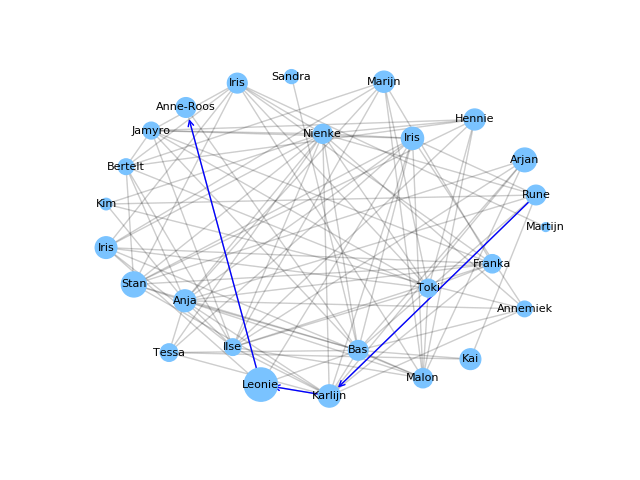 Sandra
Iris
Marijn
Anne-Roos
Hennie
Jamyro
Nienke
Iris
Arjan
Bertelt
Rune
Kim
Martijn
Iris
Franka
Stan
Toki
Anja
Annemiek
Tessa
Ilse
Bas
Kai
Malon
Leonie
Karlijn